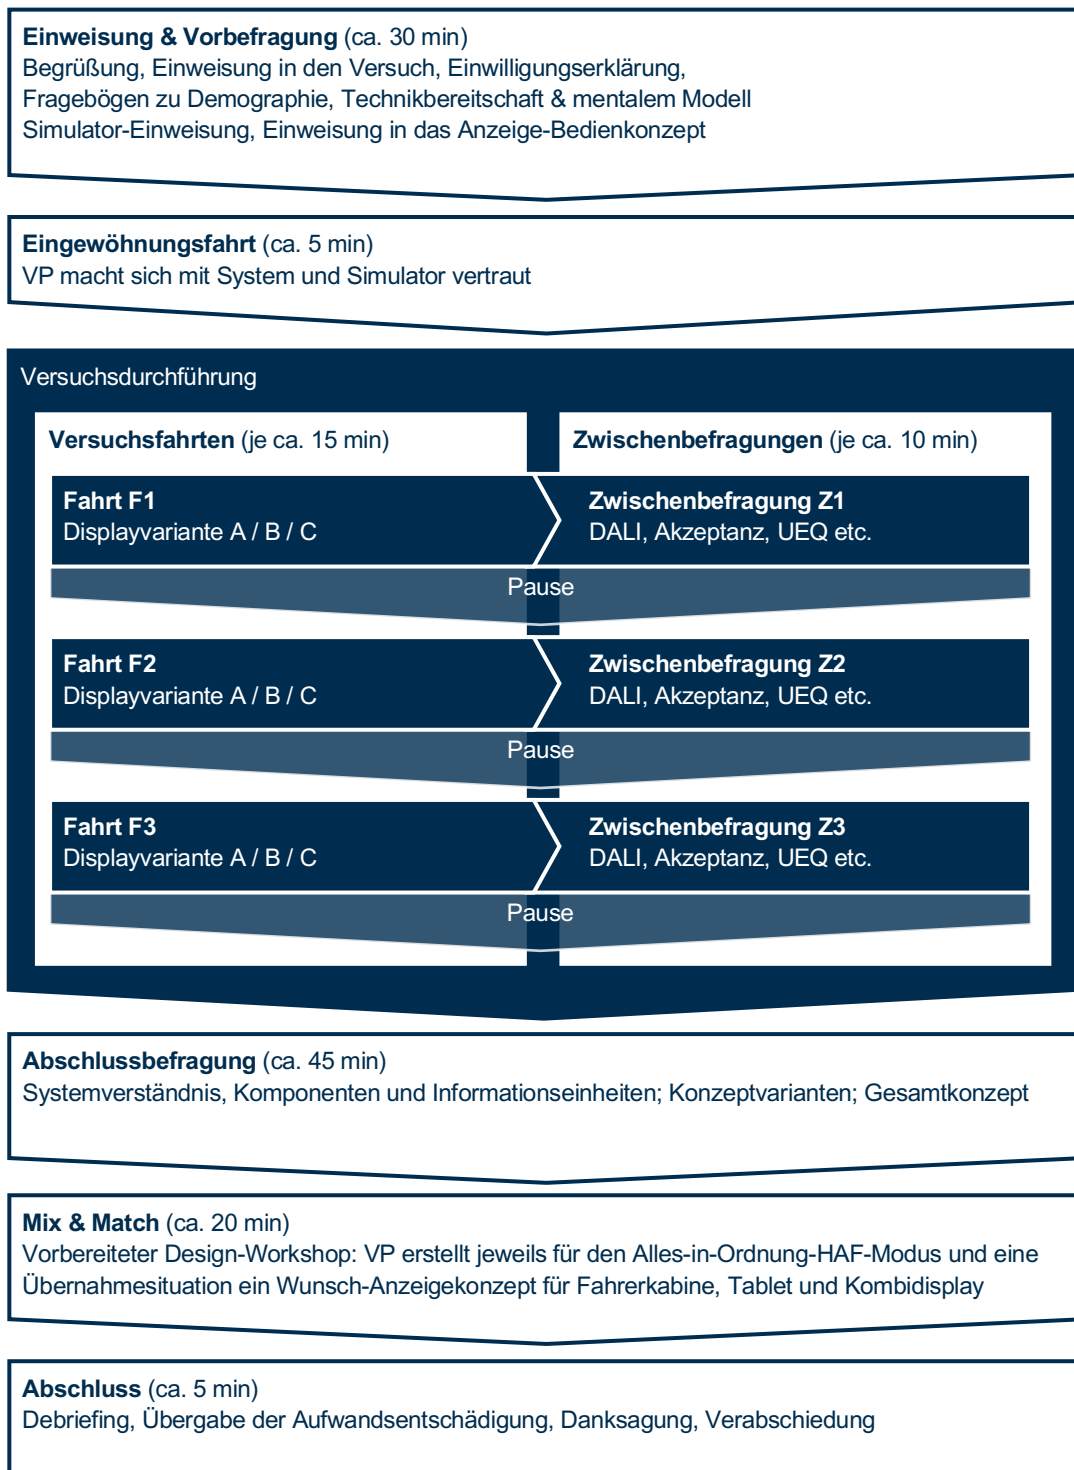 Einweisung & Vorbefragung (ca. 30 min)
Begrüßung, Einweisung in den Versuch, Einwilligungserklärung,
Fragebögen zu Demographie, Technikbereitschaft & mentalem Modell
Simulator-Einweisung, Einweisung in das Anzeige-Bedienkonzept
Eingewöhnungsfahrt (ca. 5 min)
VP macht sich mit System und Simulator vertraut
Versuchsdurchführung
Versuchsfahrten (je ca. 15 min)
Zwischenbefragungen (je ca. 10 min)
Fahrt F1
Displayvariante A / B / C
Zwischenbefragung Z1
DALI, Akzeptanz, UEQ etc.
Pause
Fahrt F2
Displayvariante A / B / C
Zwischenbefragung Z2
DALI, Akzeptanz, UEQ etc.
Pause
Fahrt F3
Displayvariante A / B / C
Zwischenbefragung Z3
DALI, Akzeptanz, UEQ etc.
Pause
Abschlussbefragung (ca. 45 min)
Systemverständnis, Komponenten und Informationseinheiten; Konzeptvarianten; Gesamtkonzept
Mix & Match (ca. 20 min)
Vorbereiteter Design-Workshop: VP erstellt jeweils für den Alles-in-Ordnung-HAF-Modus und eine
Übernahmesituation ein Wunsch-Anzeigekonzept für Fahrerkabine, Tablet und Kombidisplay
Abschluss (ca. 5 min)
Debriefing, Übergabe der Aufwandsentschädigung, Danksagung, Verabschiedung